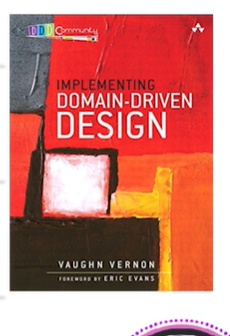 DDD Community
IMPLEMENTING
DOMAIN-DRIVEN
DESIGN
VAUGHN VERNON
FOREWORD BY ERIC EVANS